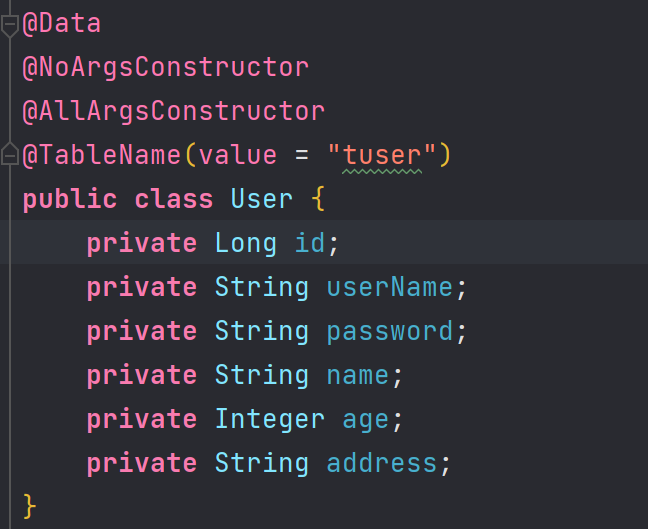 @Data
@NoArgsConstructor
@AllArgsConstructor
@TableName(value = "tuser")
public class User {
    private Long id;
    private String userName;
    private String password;
    private String name;
    private Integer age;
    private String address;
}